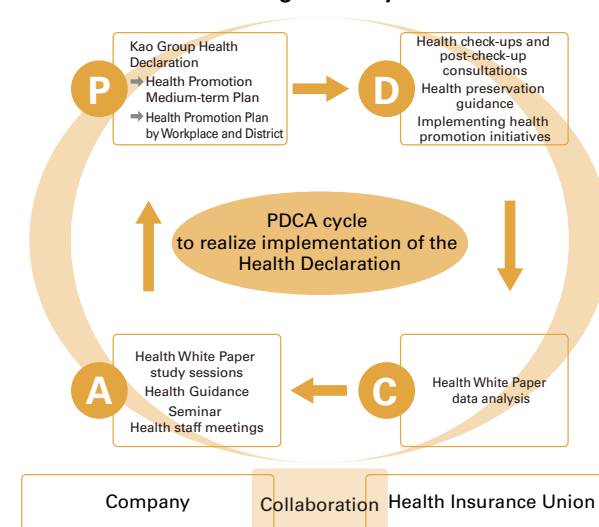 P
Kao Group Health
Declaration
➡ Health Promotion
Medium-term Plan
➡ Health Promotion Plan
by Workplace and District
D
Health check-ups and
post-check-up
consultations
Health preservation
guidance
Implementing health
promotion initiatives
PDCA cycle
to realize implementation of the
Health Declaration
A
Health White Paper
study sessions
Health Guidance
Seminar
Health staff meetings
C
Health White Paper
data analysis
Company
Collaboration
Health Insurance Union